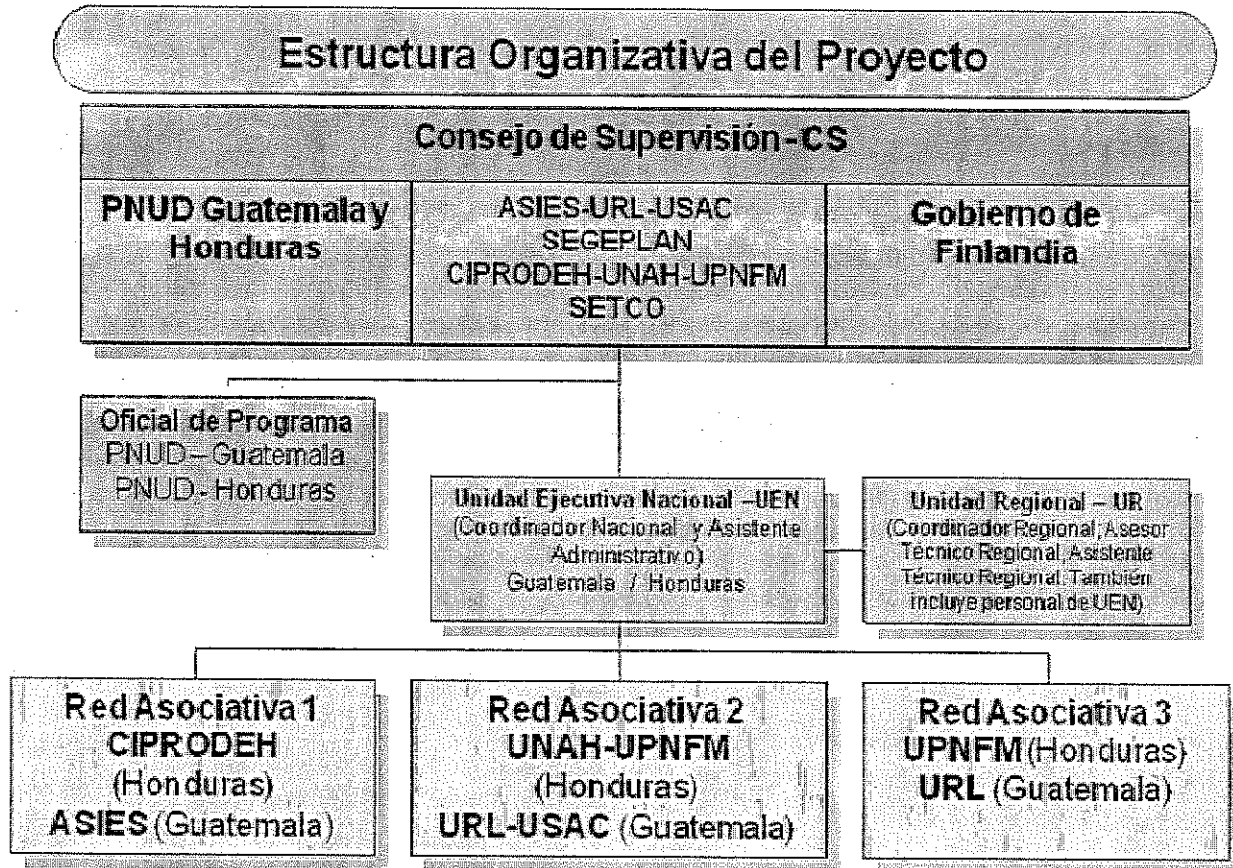 Estructura Organizativa del Proyecto
Consejo de Supervisión-CS
PNUD Guatemala y
Honduras
ASIES-URL-USAC
SEGEPLAN
CIPRODEH-UNAH-UPNFM
SETCO
Gobierno de
Finlandia
Oficial de Programa
PNUD – Guatemala
PNUD - Honduras
Unidad Ejecutiva Nacional – UEN
(Coordinador Nacional y Asistente
Administrativo)
Guatemala / Honduras
Unidad Regional – UR
(Coordinador Regional, Asesor
Técnico Regional, Asistente
Técnico Regional. También
incluye personal de UEN)
Red Asociativa 1
CIPRODEH
(Honduras)
ASIES (Guatemala)
Red Asociativa 2
UNAH-UPNFM
(Honduras)
URL-USAC (Guatemala)
Red Asociativa 3
UPNFM (Honduras)
URL (Guatemala)